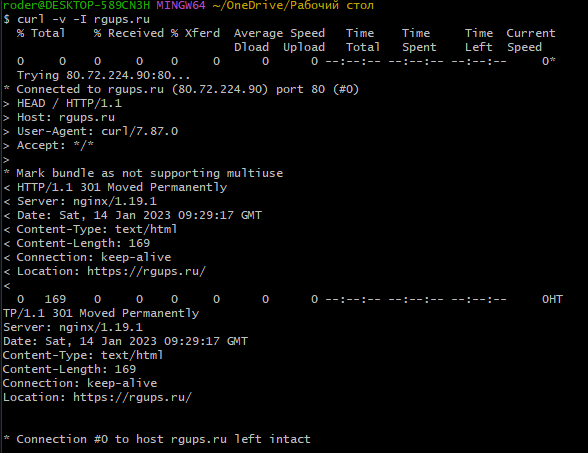 roder@DESKTOP-589CN3H MINGW64 ~/OneDrive/Рабочий стол
$ curl -v -I rgups.ru
  % Total    % Received % Xferd  Average Speed   Time    Time     Time  Current
                                 Dload  Upload   Total   Spent    Left  Speed
  0     0    0     0    0     0      0      0 --:--:-- --:--:-- --:--:--     0*
  Trying 80.72.224.90:80...
* Connected to rgups.ru (80.72.224.90) port 80 (#0)
> HEAD / HTTP/1.1
> Host: rgups.ru
> User-Agent: curl/7.87.0
> Accept: */*
>
* Mark bundle as not supporting multiuse
< HTTP/1.1 301 Moved Permanently
< Server: nginx/1.19.1
< Date: Sat, 14 Jan 2023 09:29:17 GMT
< Content-Type: text/html
< Content-Length: 169
< Connection: keep-alive
< Location: https://rgups.ru/
<
  0   169    0     0    0     0      0      0 --:--:-- --:--:-- --:--:--     0HT
TP/1.1 301 Moved Permanently
Server: nginx/1.19.1
Date: Sat, 14 Jan 2023 09:29:17 GMT
Content-Type: text/html
Content-Length: 169
Connection: keep-alive
Location: https://rgups.ru/
* Connection #0 to host rgups.ru left intact